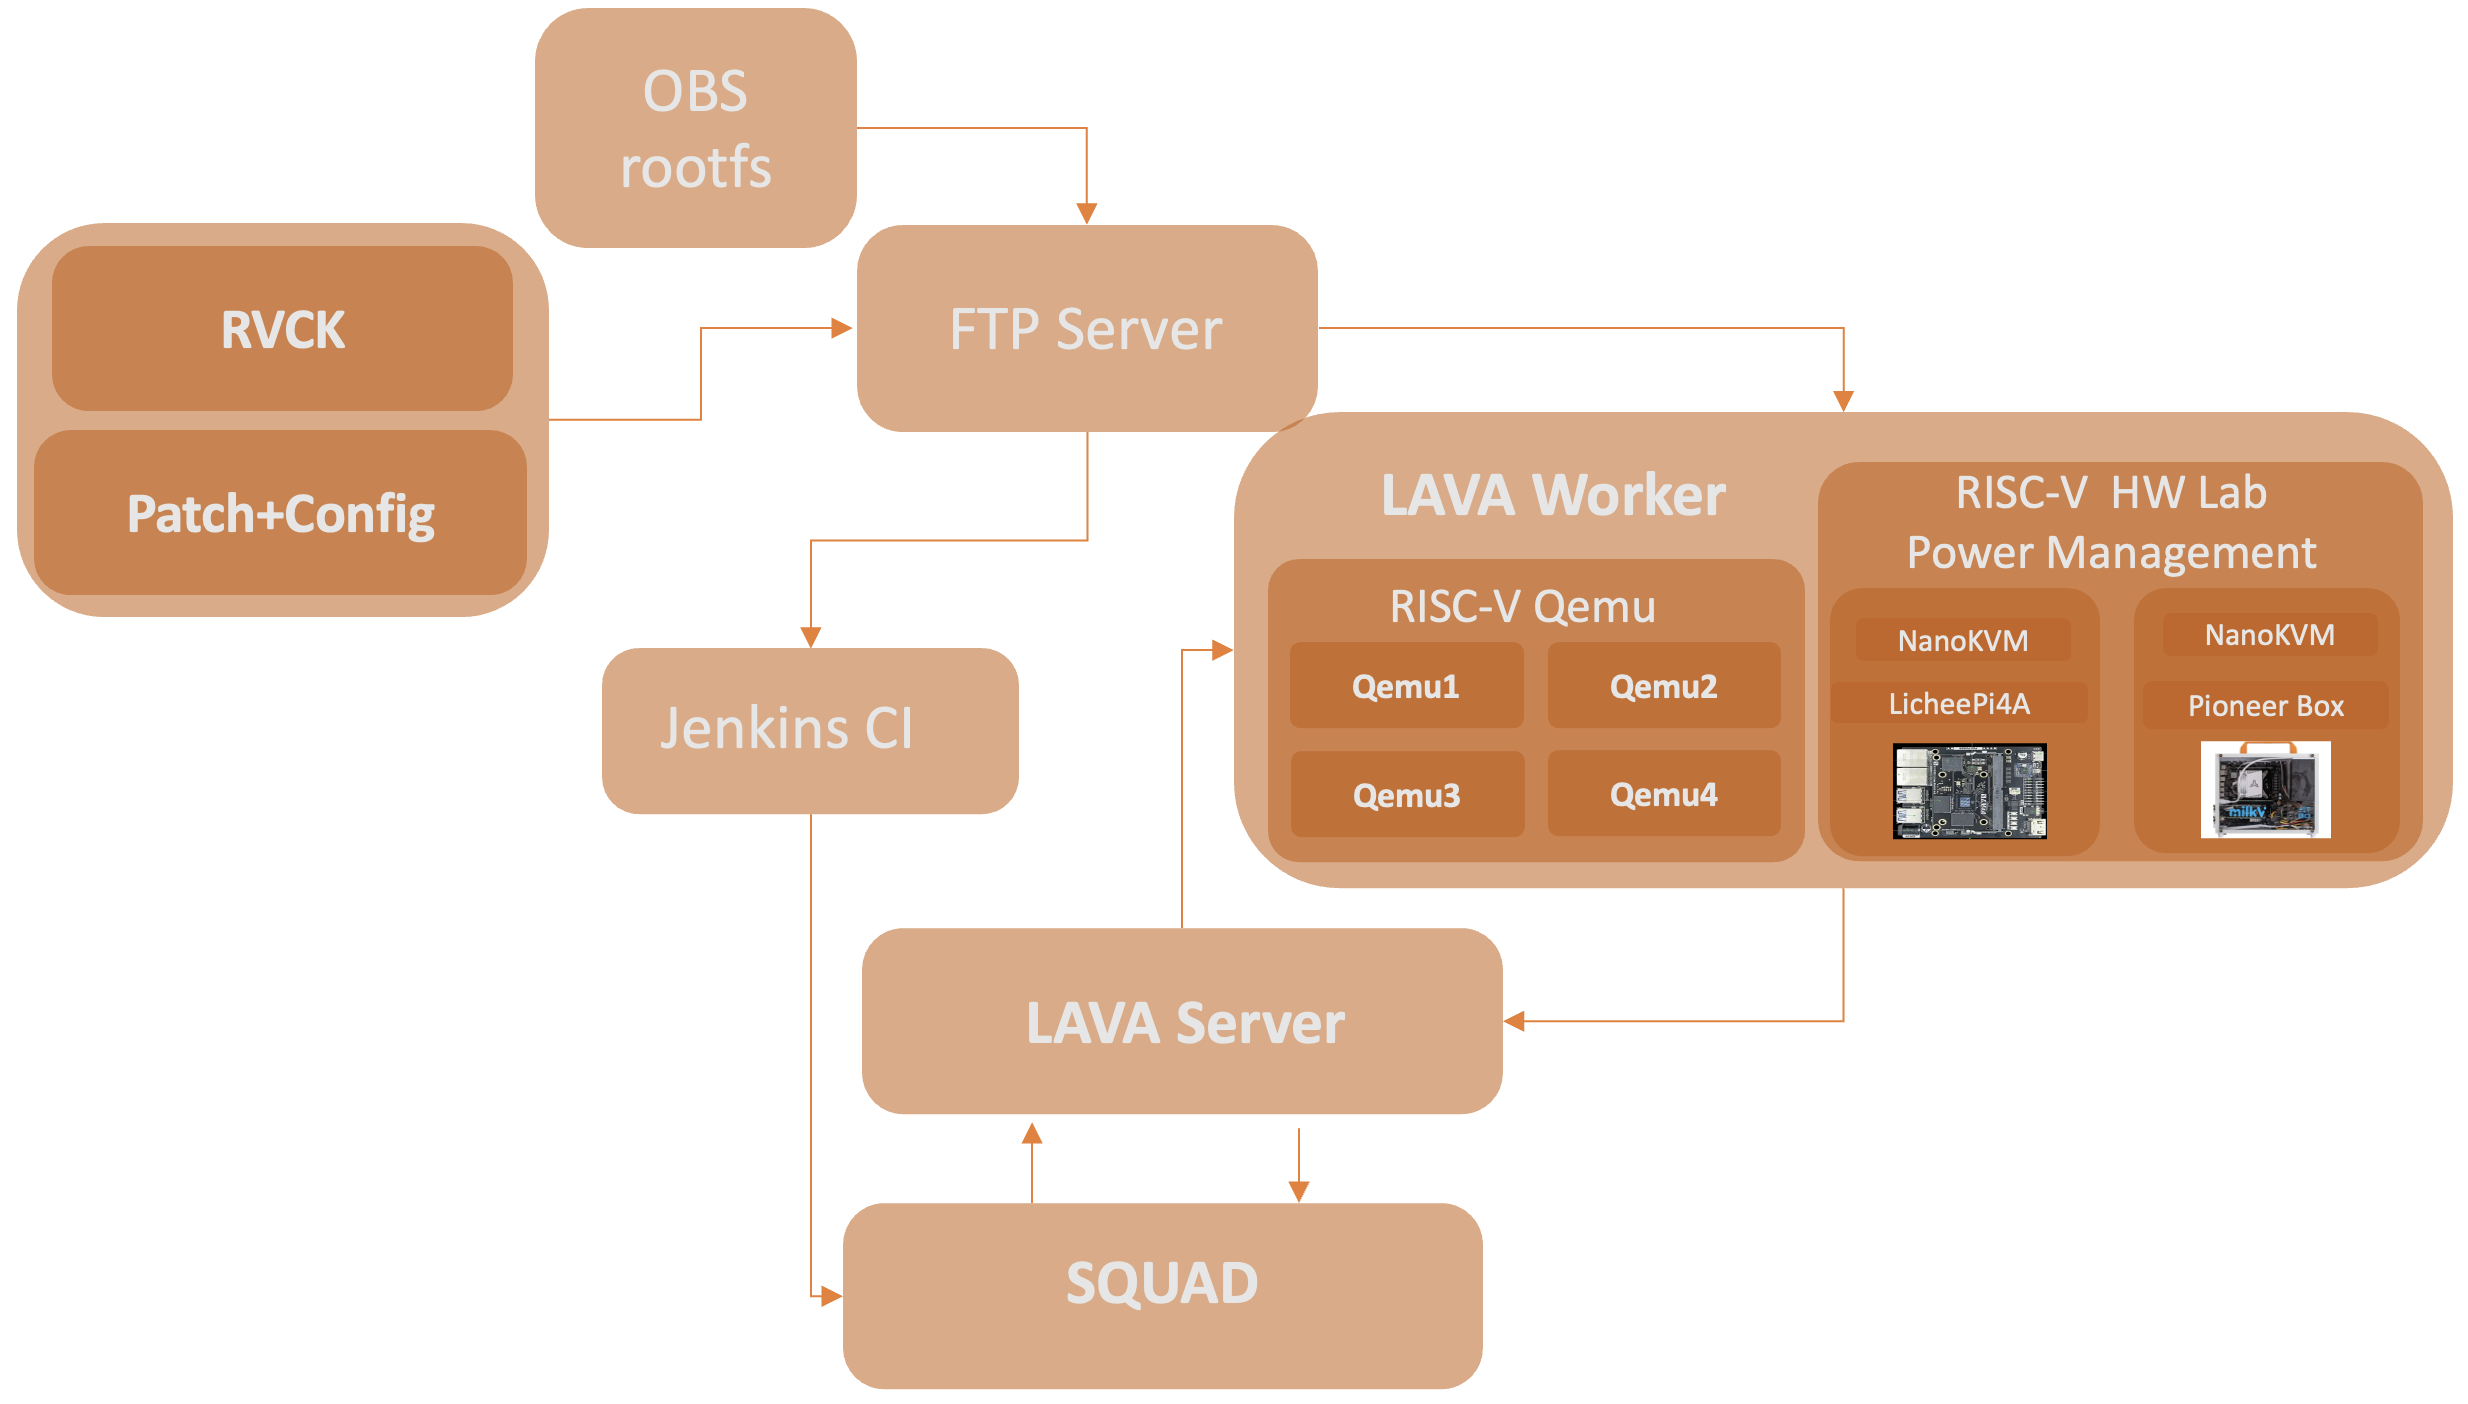 OBS
rootfs
RVCK
Patch+Config
FTP Server
Jenkins CI
LAVA Worker
RISC-V Qemu
Qemu1
Qemu2
Qemu3
Qemu4
RISC-V HW Lab
Power Management
NanoKVM
LicheePi4A
NanoKVM
Pioneer Box
milkV
LAVA Server
SQUAD